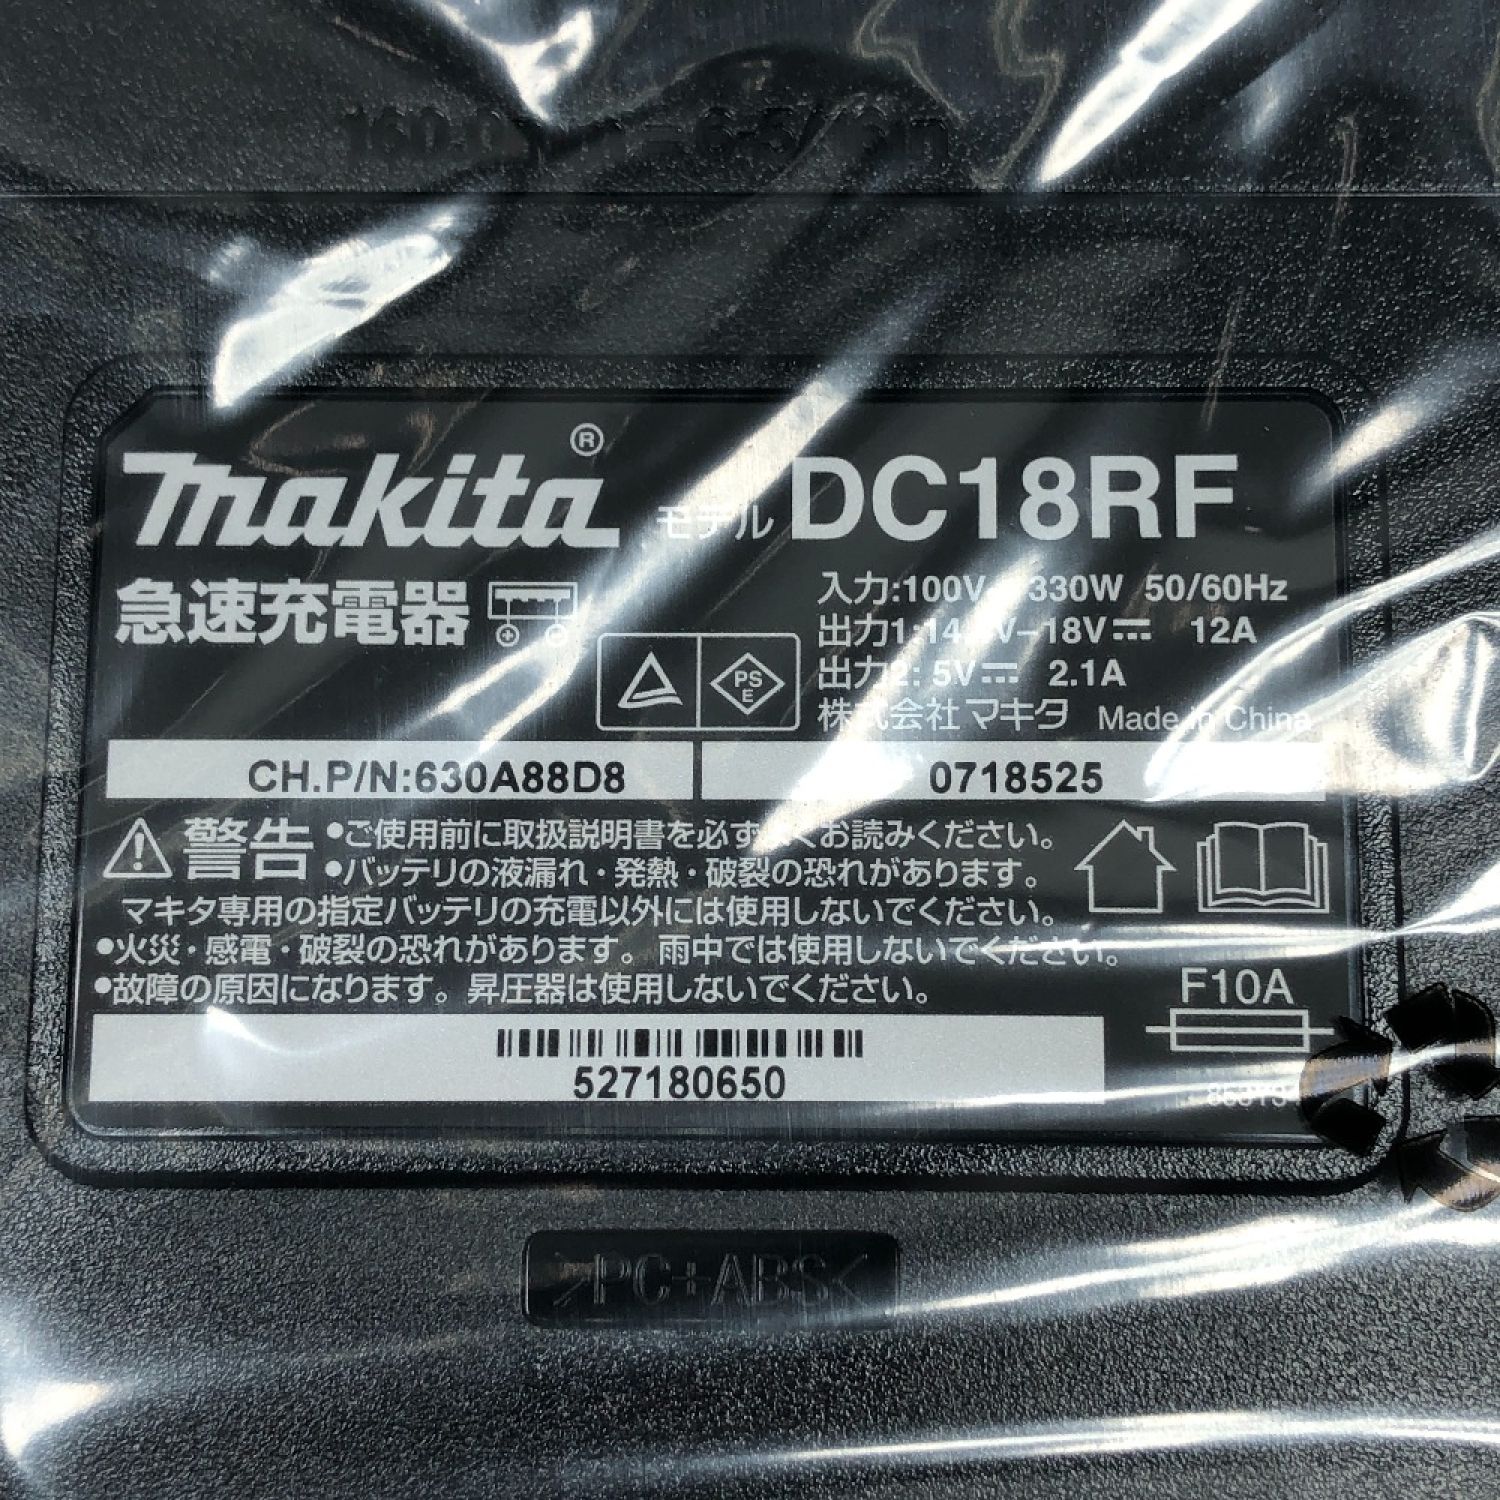 makita®
モデル DC18RF
急速充電器
入力:100V 330W 50/60Hz
出力1:14.4V–18V⎓ 12A
出力2: 5V⎓ 2.1A
PS
E
株式会社マキタ Made in China
CH.P/N:630A88D8
0718525
警告
•ご使用前に取扱説明書を必ずよくお読みください。
•バッテリの液漏れ・発熱・破裂の恐れがあります。
マキタ専用の指定バッテリの充電以外には使用しないでください。
•火災・感電・破裂の恐れがあります。雨中では使用しないでください。
•故障の原因になります。昇圧器は使用しないでください。
F10A
527180650
>PC+ABS<